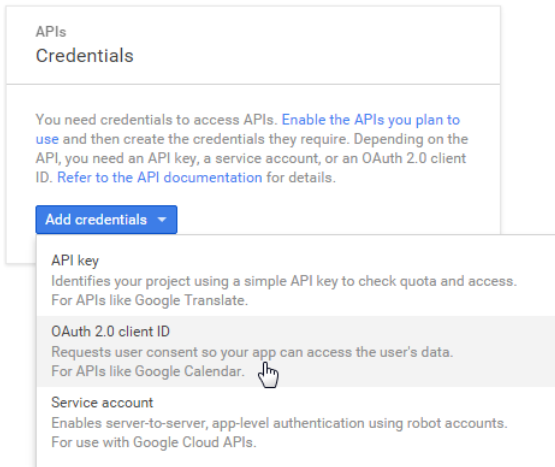 APIs
Credentials
You need credentials to access APIs. Enable the APIs you plan to
use and then create the credentials they require. Depending on the
API, you need an API key, a service account, or an OAuth 2.0 client
ID. Refer to the API documentation for details.
Add credentials
API key
Identifies your project using a simple API key to check quota and access.
For APIs like Google Translate.
OAuth 2.0 client ID
Requests user consent so your app can access the user's data.
For APIs like Google Calendar.
Service account
Enables server-to-server, app-level authentication using robot accounts.
For use with Google Cloud APIs.